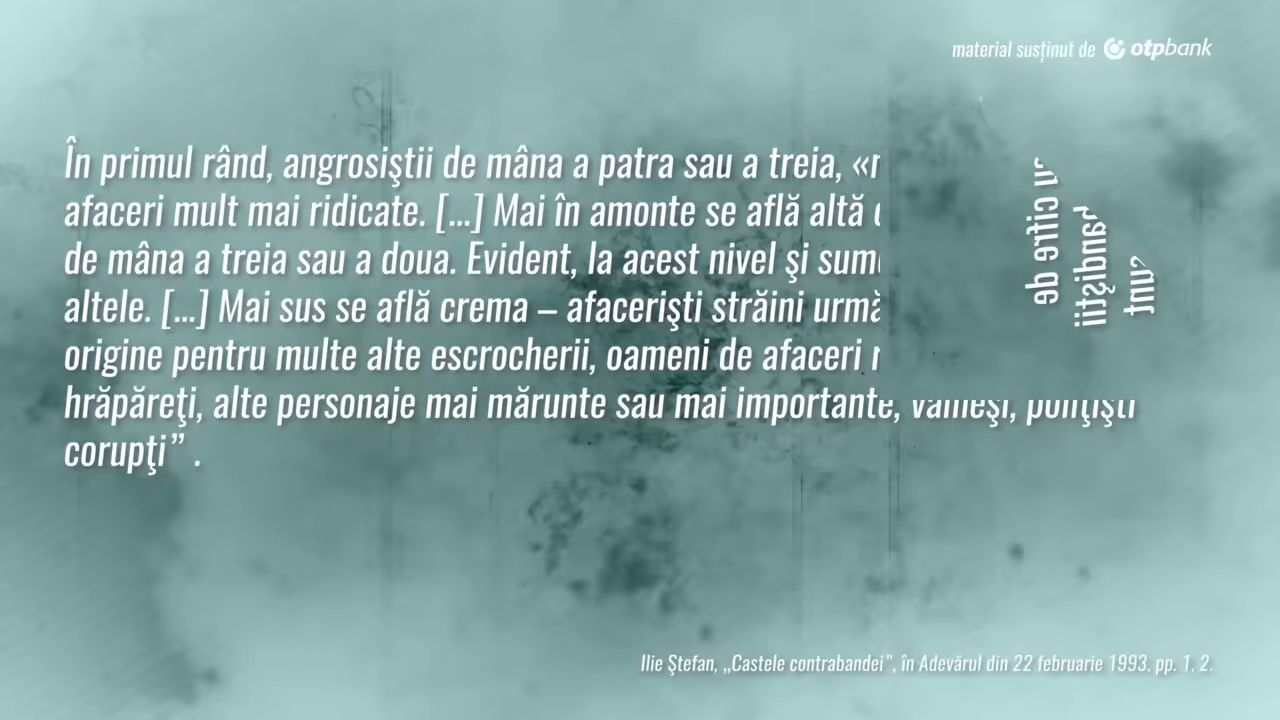 material susținut de otpbank
În primul rând, angrosiştii de mâna a patra sau a treia,
afaceri mult mai ridicate. [...] Mai în amonte se află altă
de mâna a treia sau a doua. Evident, la acest nivel şi
altele. [...] Mai sus se află crema – afacerişti străini
origine pentru multe alte escrocherii, oameni de afaceri
hrăpăreţi, alte personaje mai mărunte sau mai importante, vameşi, poliţişti
corupţi” .
cifre de
Ilie Ştefan, „Castele contrabandei”, în Adevărul din 22 februarie 1993, pp. 1, 2.